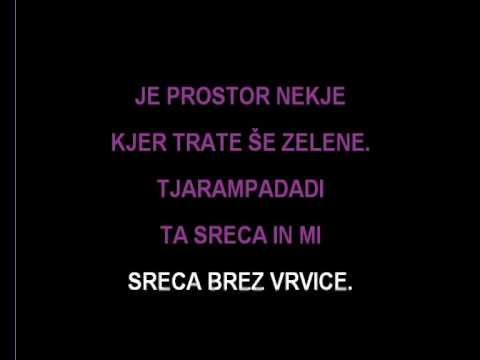 JE PROSTOR NEKJE
KJER TRATE ŠE ZELENE.
TJARAMPADADI
TA SRECA IN MI
SRECA BREZ VRVICE.